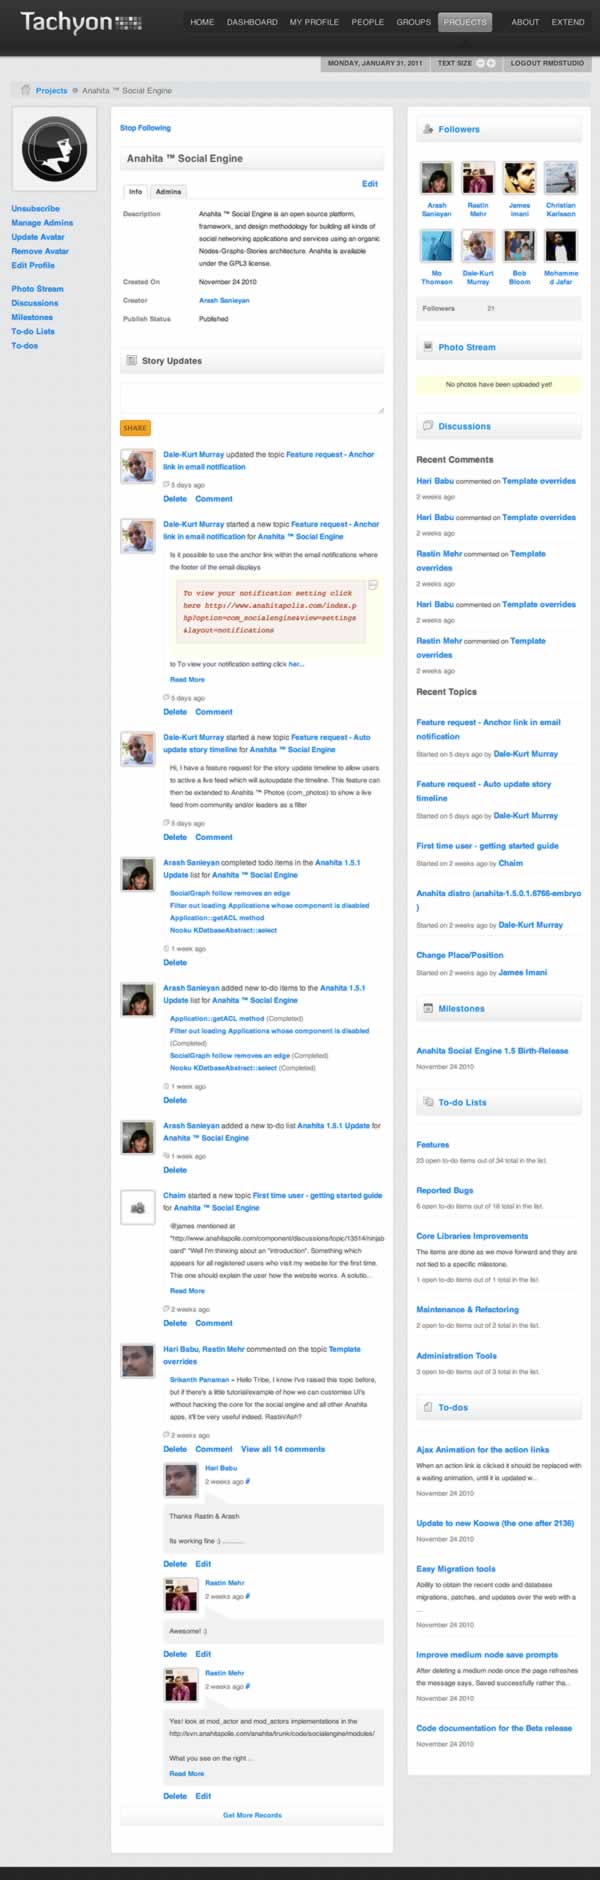 Tachyon
HOME DASHBOARD MY PROFILE PEOPLE GROUPS PROJECTS ABOUT EXTEND
MONDAY, JANUARY 31, 2011 TEXT SIZE LOGOUT RMDSTUDIO
Projects Anahita ™ Social Engine
Unsubscribe
Manage Admins
Update Avatar
Remove Avatar
Edit Profile
Photo Stream
Discussions
Milestones
To-do Lists
To-dos
Stop Following
Anahita ™ Social Engine
Edit
Info Admins
Description Anahita ™ Social Engine is an open source platform,
framework, and design methodology for building all kinds of
social networking applications and services using an organic
Nodes-Graphs-Stories architecture. Anahita is available
under the GPL3 license.
Created On November 24 2010
Creator Arash Sanieyan
Publish Status Published
Story Updates
SHARE
Dale-Kurt Murray updated the topic Feature request - Anchor
link in email notification
5 days ago
Delete Comment
Dale-Kurt Murray started a new topic Feature request - Anchor
link in email notification for Anahita ™ Social Engine
Is it possible to use the anchor link within the email notifications where
the footer of the email displays
To view your notification setting click
here http://www.anahitapolis.com/index.p
hp?option=com_socialengine&view=settings
&layout=notifications
to To view your notification setting click her...
Read More
5 days ago
Delete Comment
Dale-Kurt Murray started a new topic Feature request - Auto
update story timeline for Anahita ™ Social Engine
Hi, I have a feature request for the story update timeline to allow users
to active a live feed which will autoupdate the timeline. This feature can
then be extended to Anahita ™ Photos (com_photos) to show a live
feed from community and/or leaders as a filter
5 days ago
Delete Comment
Arash Sanieyan completed todo items in the Anahita 1.5.1
Update list for Anahita ™ Social Engine
SocialGraph follow removes an edge
Filter out loading Applications whose component is disabled
Application::getACL method
Nooku KDatbaseAbstract::select
1 week ago
Delete
Arash Sanieyan added new to-do items to the Anahita 1.5.1
Update list for Anahita ™ Social Engine
Application::getACL method (Completed)
Filter out loading Applications whose component is disabled
(Completed)
SocialGraph follow removes an edge (Completed)
Nooku KDatbaseAbstract::select (Completed)
1 week ago
Delete
Arash Sanieyan added a new to-do list Anahita 1.5.1 Update for
Anahita ™ Social Engine
1 week ago
Delete
Chaim started a new topic First time user - getting started guide
for Anahita ™ Social Engine
@james mentioned at
"http://www.anahitapolis.com/component/discussions/topic/13514/ninjab
oard" "Well I'm thinking about an "introduction". Something which
appears for all registered users who visit my website for the first time.
This one should explain the user how the website works. A solutio...
Read More
2 weeks ago
Delete Comment
Hari Babu, Rastin Mehr commented on the topic Template
overrides
Srikanth Panaman - Hello Tribe, I know I've raised this topic before,
but if there's a little tutorial/example of how we can customise UI's
without hacking the core for the social engine and all other Anahita
apps, it'll be very useful indeed. Rastin/Ash?
2 weeks ago
Delete Comment View all 14 comments
Hari Babu
2 weeks ago #
Thanks Rastin & Arash
Its working fine :) ...........
Delete Edit
Rastin Mehr
2 weeks ago #
Awesome! :)
Delete Edit
Rastin Mehr
2 weeks ago #
Yes! look at mod_actor and mod_actors implementations in the
http://svn.anahitapolis.com/anahita/trunk/code/socialengine/modules/
What you see on the right ...
Read More
Delete Edit
Get More Records
Followers
Arash Sanieyan
Rastin Mehr
James Imani
Christian Karlsson
Mo Thomson
Dale-Kurt Murray
Bob Bloom
Mohamme d Jafar
Followers 21
Photo Stream
No photos have been uploaded yet!
Discussions
Recent Comments
Hari Babu commented on Template overrides
2 weeks ago
Hari Babu commented on Template overrides
2 weeks ago
Rastin Mehr commented on Template
overrides
2 weeks ago
Hari Babu commented on Template overrides
2 weeks ago
Rastin Mehr commented on Template
overrides
2 weeks ago
Recent Topics
Feature request - Anchor link in email
notification
Started on 5 days ago by Dale-Kurt Murray
Feature request - Auto update story
timeline
Started on 5 days ago by Dale-Kurt Murray
First time user - getting started guide
Started on 2 weeks ago by Chaim
Anahita distro (anahita-1.5.0.1.6766-embryo
)
Started on 2 weeks ago by Dale-Kurt Murray
Change Place/Position
Started on 2 weeks ago by James Imani
Milestones
Anahita Social Engine 1.5 Birth-Release
November 24 2010
To-do Lists
Features
23 open to-do items out of 34 total in the list.
Reported Bugs
6 open to-do items out of 18 total in the list.
Core Libraries Improvements
The items are done as we move forward and they are
not tied to a specific milestone.
1 open to-do items out of 1 total in the list.
Maintenance & Refactoring
2 open to-do items out of 2 total in the list.
Administration Tools
3 open to-do items out of 3 total in the list.
To-dos
Ajax Animation for the action links
When an action link is clicked it should be replaced with
a waiting animation, until it is updated w...
November 24 2010
Update to new Koowa (the one after 2136)
November 24 2010
Easy Migration tools
Ability to obtain the recent code and database
migrations, patches, and updates over the web with a
...
November 24 2010
Improve medium node save prompts
After deleting a medium node once the page refreshes
the message says, Saved successfully rather tha...
November 24 2010
Code documentation for the Beta release
November 24 2010